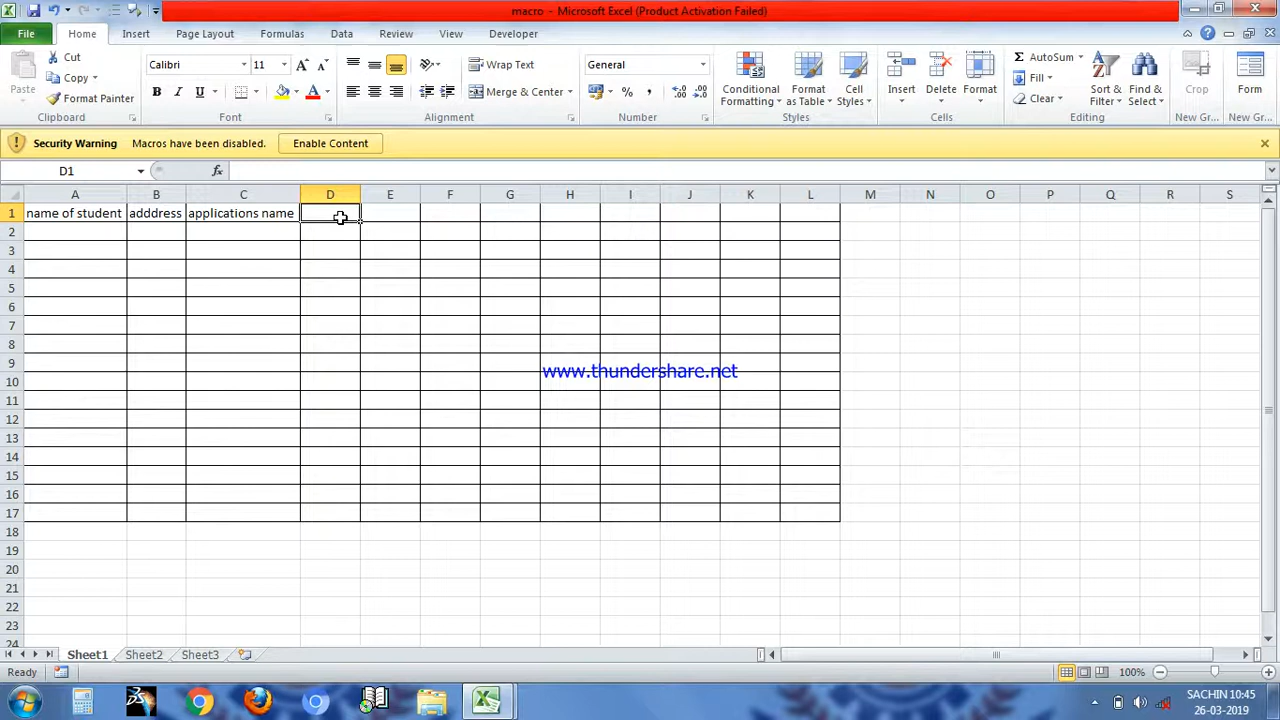 macro - Microsoft Excel (Product Activation Failed)
File Home Insert Page Layout Formulas Data Review View Developer
Paste Cut Copy Format Painter Clipboard
Calibri 11 B I U A A A Font
Wrap Text Merge & Center Alignment
General % , Number
Conditional Formatting Format as Table Cell Styles Styles
Insert Delete Format Cells
Σ AutoSum Fill Clear Sort & Filter Find & Select Editing
Crop New Gr... Form New Gr...
Security Warning Macros have been disabled. Enable Content
D1 fx
A B C D E F G H I J K L M N O P Q R S
1 name of student adddress applications name
2
3
4
5
6
7
8
9
www.thundershare.net
10
11
12
13
14
15
16
17
18
19
20
21
22
23
24
Sheet1 Sheet2 Sheet3
Ready 100%
SACHIN 10:45
26-03-2019